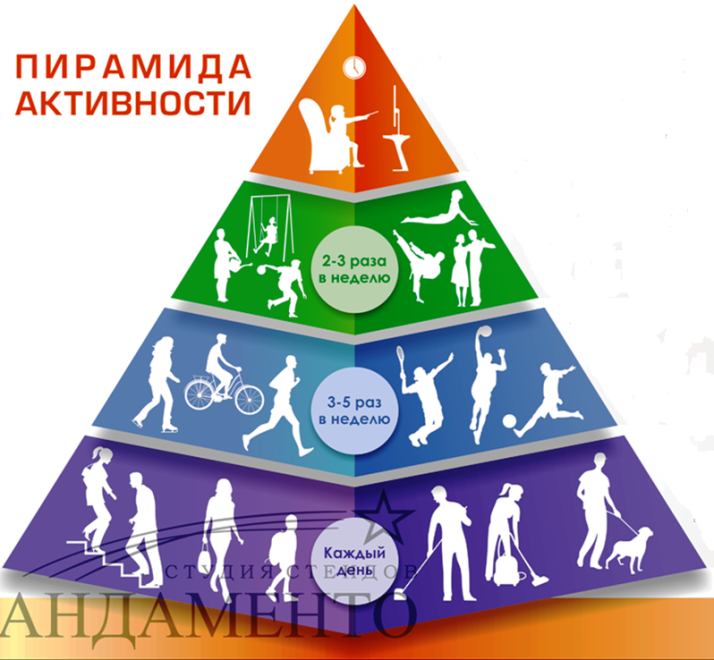 ПИРАМИДА
АКТИВНОСТИ
2-3 раза
в неделю
3-5 раз
в неделю
Каждый
день
СТУДИЯ СТЕНДОВ
АНДАМЕНТО